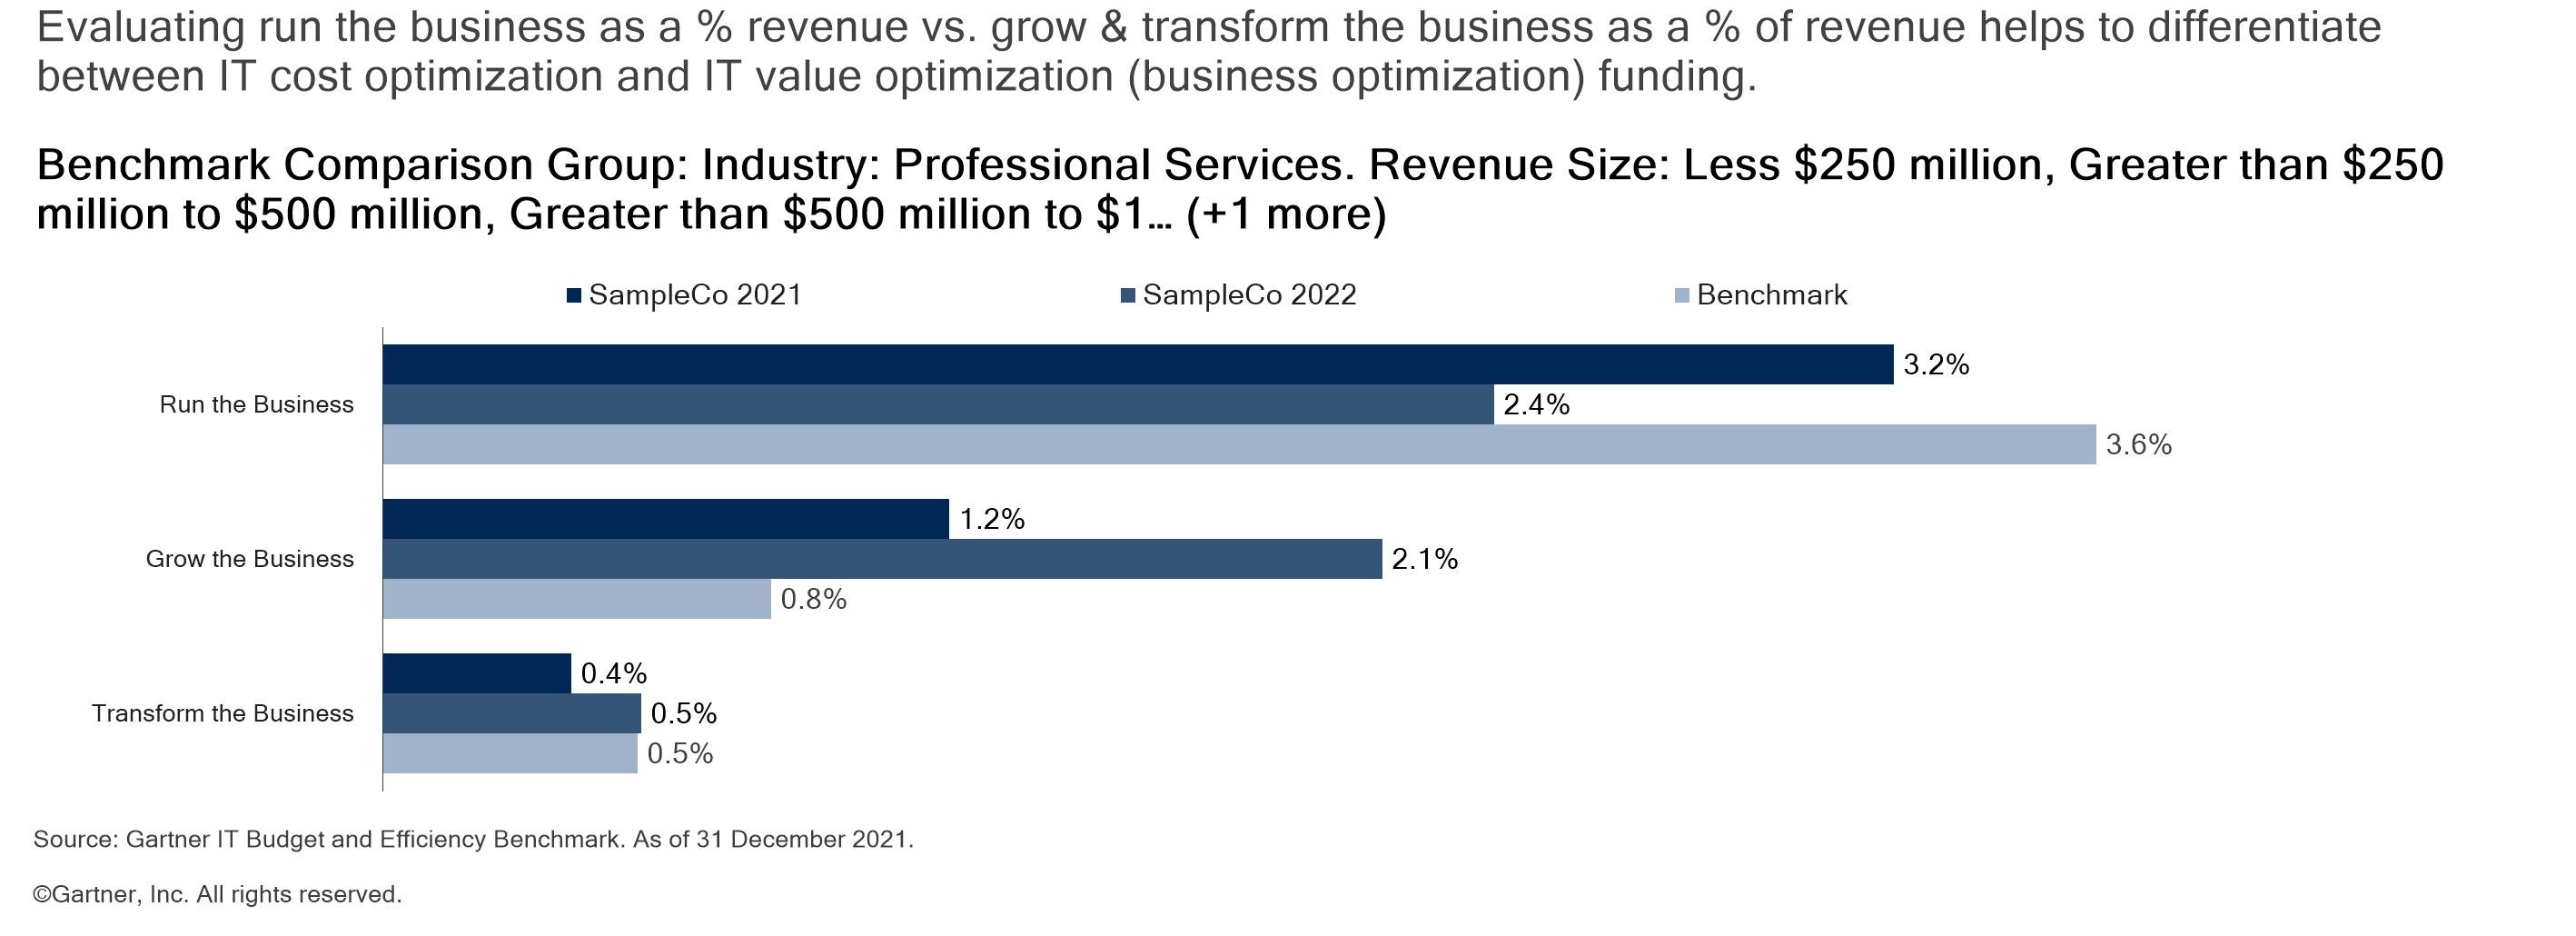 Evaluating run the business as a % revenue vs. grow & transform the business as a % of revenue helps to differentiate
between IT cost optimization and IT value optimization (business optimization) funding.
Benchmark Comparison Group: Industry: Professional Services. Revenue Size: Less $250 million, Greater than $250
million to $500 million, Greater than $500 million to $1... (+1 more)
SampleCo 2021 SampleCo 2022 Benchmark
3.2%
Run the Business 2.4%
3.6%
1.2%
Grow the Business 2.1%
0.8%
0.4%
Transform the Business 0.5%
0.5%
Source: Gartner IT Budget and Efficiency Benchmark. As of 31 December 2021.
©Gartner, Inc. All rights reserved.